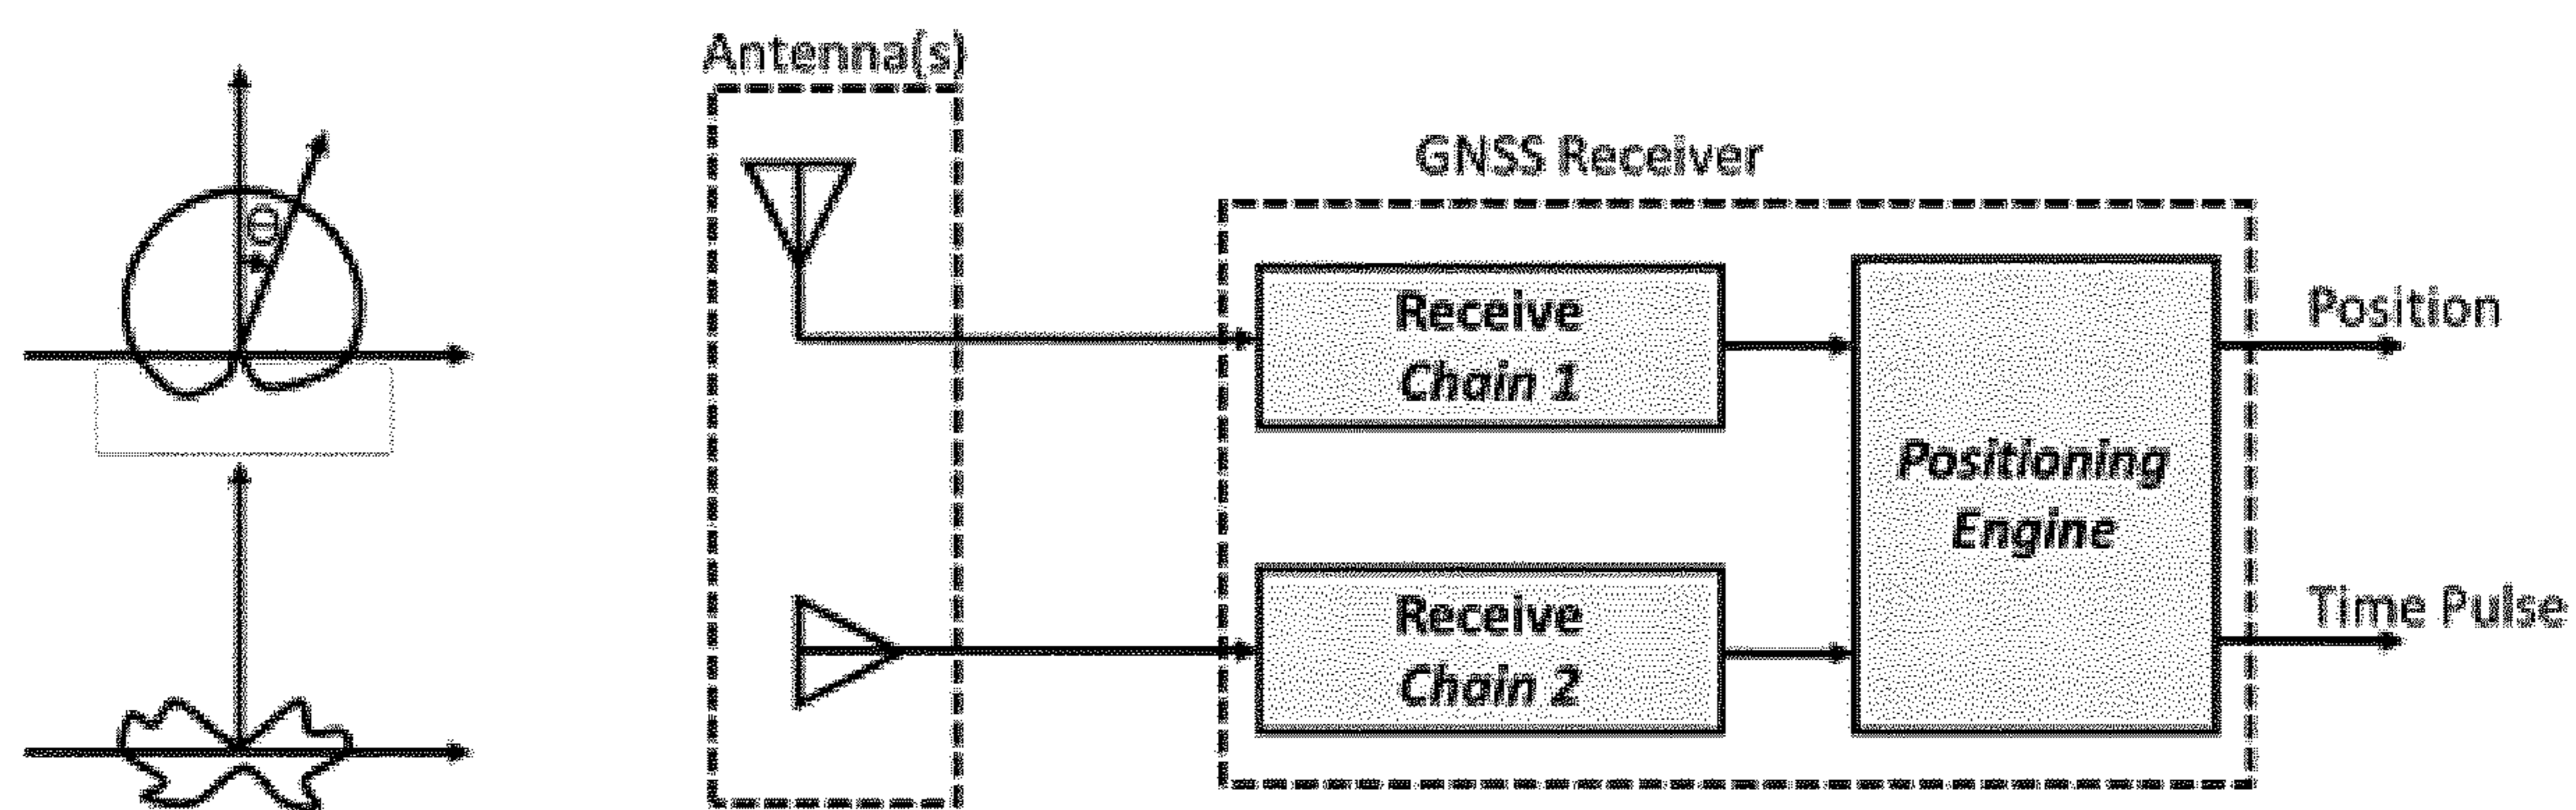 Antenna(s)
GNSS Receiver
θ
Receive
Chain 1
Position
Positioning
Engine
Receive
Chain 2
Time Pulse